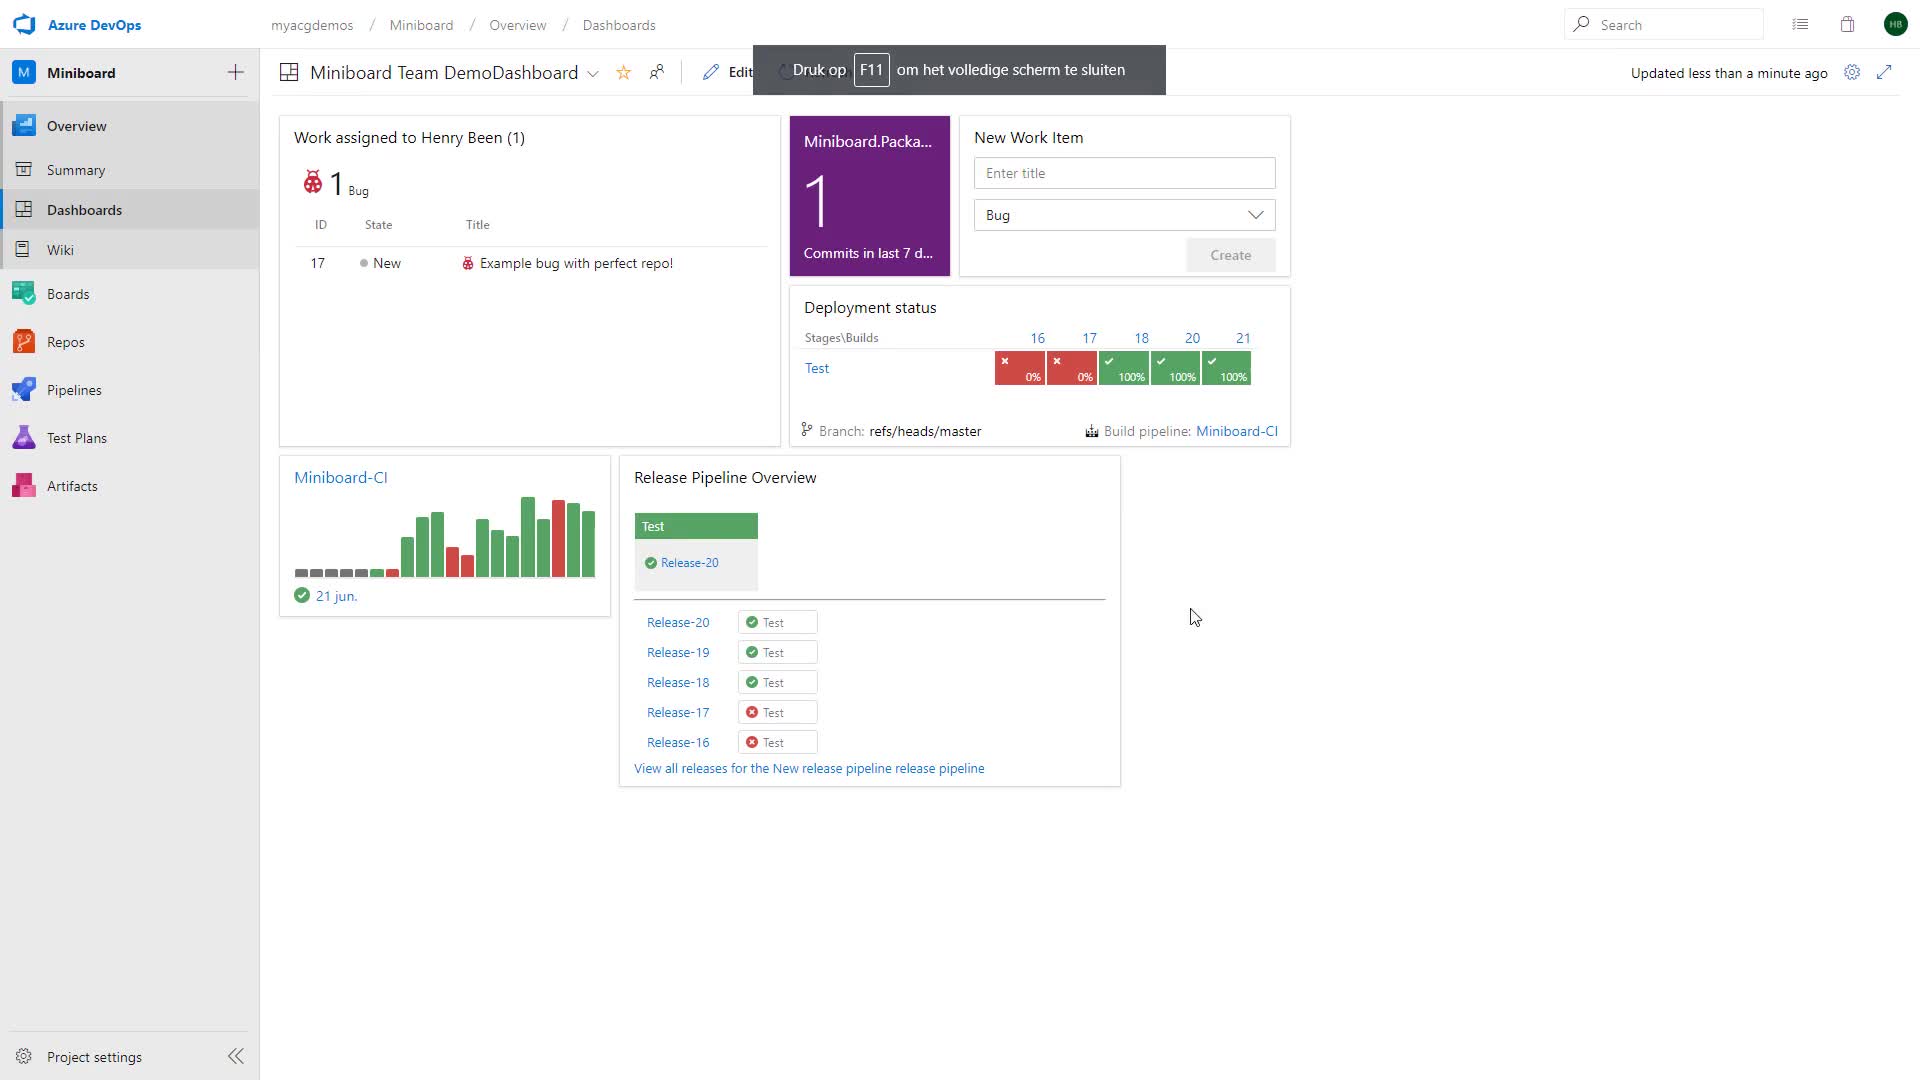 Azure DevOps
myacgdemos / Miniboard / Overview / Dashboards
Search
HB
M Miniboard
Miniboard Team DemoDashboard
Edit
Druk op F11 om het volledige scherm te sluiten
Updated less than a minute ago
Overview
Summary
Dashboards
Wiki
Boards
Repos
Pipelines
Test Plans
Artifacts
Project settings
Work assigned to Henry Been (1)
1 Bug
ID State Title
17 New Example bug with perfect repo!
Miniboard.Packa...
1
Commits in last 7 d...
New Work Item
Enter title
Bug
Create
Deployment status
Stages\Builds 16 17 18 20 21
Test 0% 0% 100% 100% 100%
Branch: refs/heads/master Build pipeline: Miniboard-CI
Miniboard-CI
21 jun.
Release Pipeline Overview
Test
Release-20
Release-20 Test
Release-19 Test
Release-18 Test
Release-17 Test
Release-16 Test
View all releases for the New release pipeline release pipeline